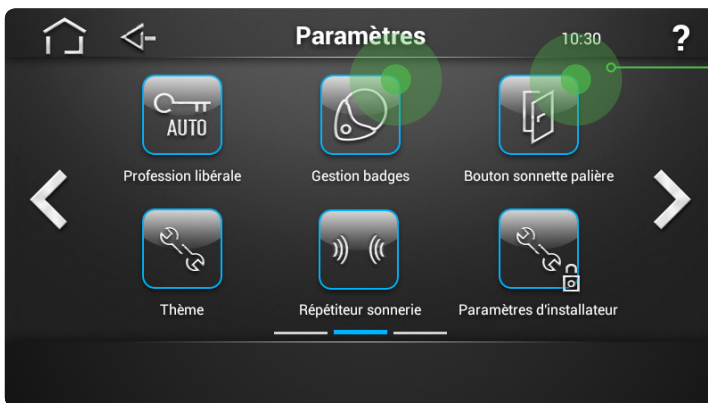 Paramètres 10:30 ?
AUTO
Profession libérale Gestion badges Bouton sonnette palière
Thème Répétiteur sonnerie Paramètres d'installateur